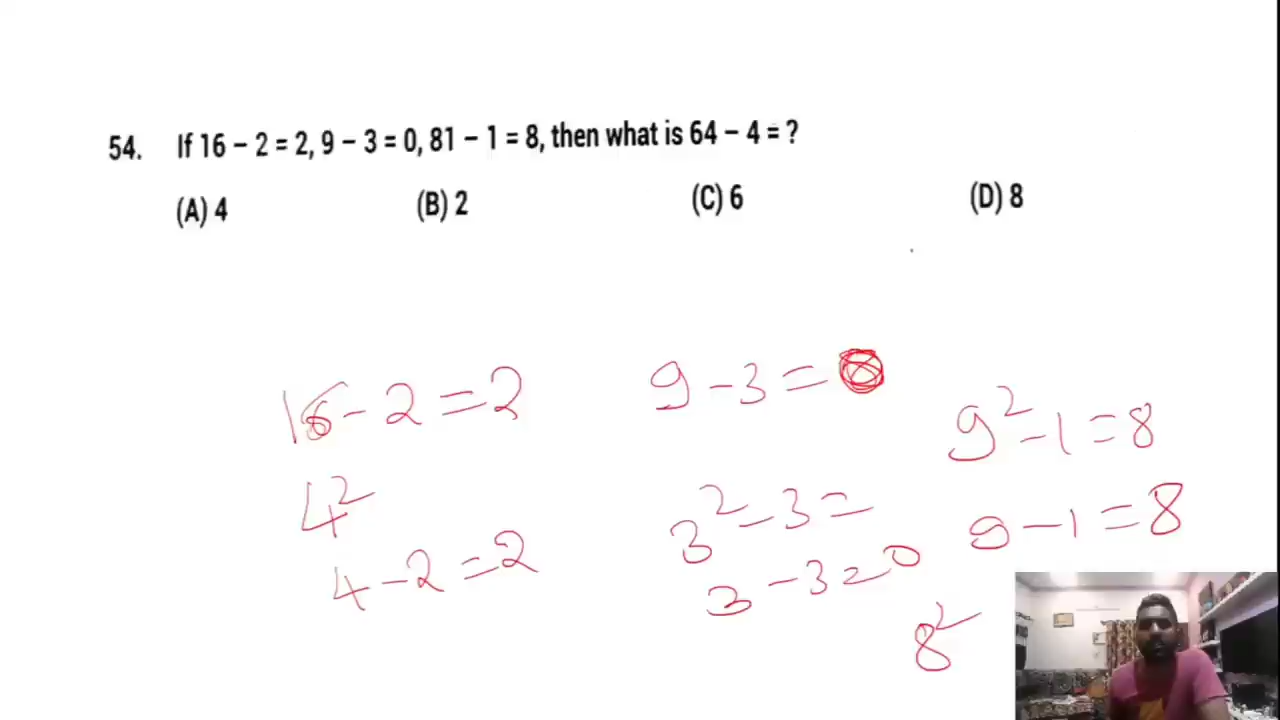 54. If 16 – 2 = 2, 9 – 3 = 0, 81 – 1 = 8, then what is 64 – 4 = ?
(A) 4 (B) 2 (C) 6 (D) 8
16 - 2 = 2 9 - 3 =
9² - 1 = 8
4² 3² - 3 = 9 - 1 = 8
4 - 2 = 2 3 - 3 = 0
8²